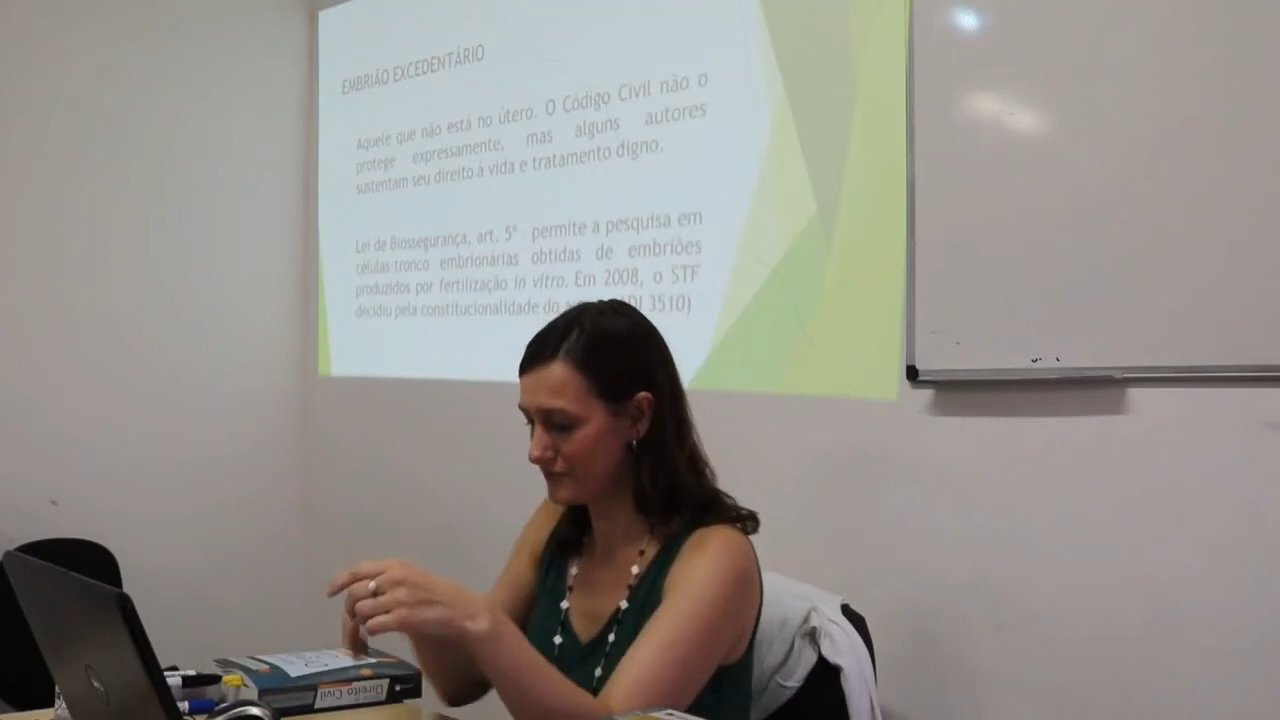 EMBRIÃO EXCEDENTÁRIO
Aquele que não está no útero. O Código Civil não o
protege expressamente, mas alguns autores
sustentam seu direito à vida e tratamento digno.
Lei de Biossegurança, art. 5º permite a pesquisa em
células-tronco embrionárias obtidas de embriões
produzidos por fertilização in vitro. Em 2008, o STF
decidiu pela constitucionalidade do 3510)
Direito Civil